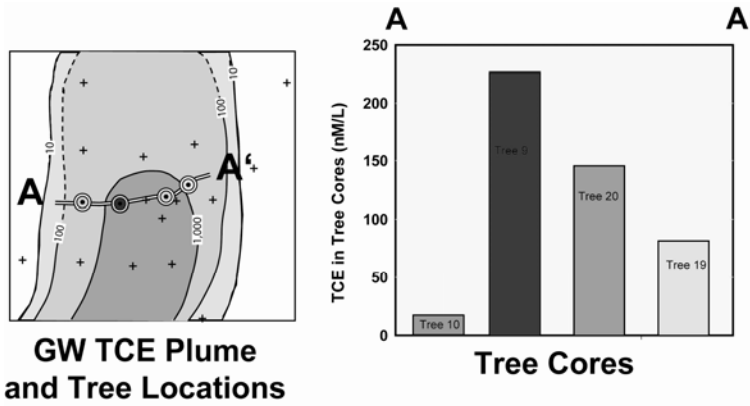 A
A
250
200
150
100
50
0
TCE in Tree Cores (nM/L)
Tree 10
Tree 9
Tree 20
Tree 19
Tree Cores
10
100
100
10
A
A‘
100
1,000
GW TCE Plume
and Tree Locations